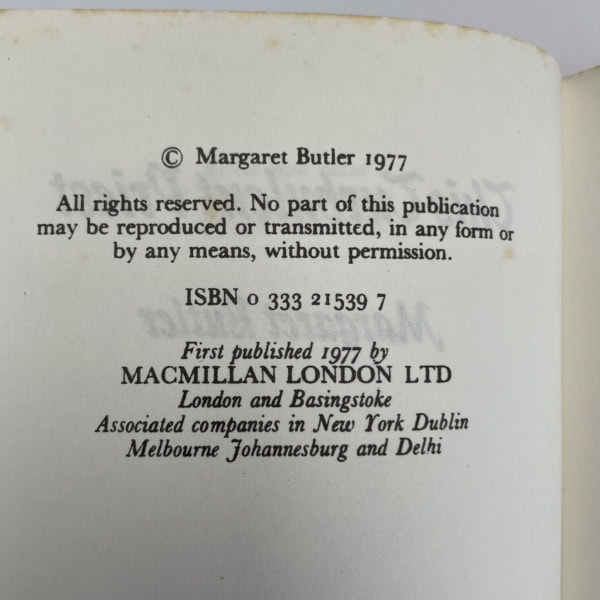 © Margaret Butler 1977
All rights reserved. No part of this publication
may be reproduced or transmitted, in any form or
by any means, without permission.
ISBN 0 333 21539 7
First published 1977 by
MACMILLAN LONDON LTD
London and Basingstoke
Associated companies in New York Dublin
Melbourne Johannesburg and Delhi